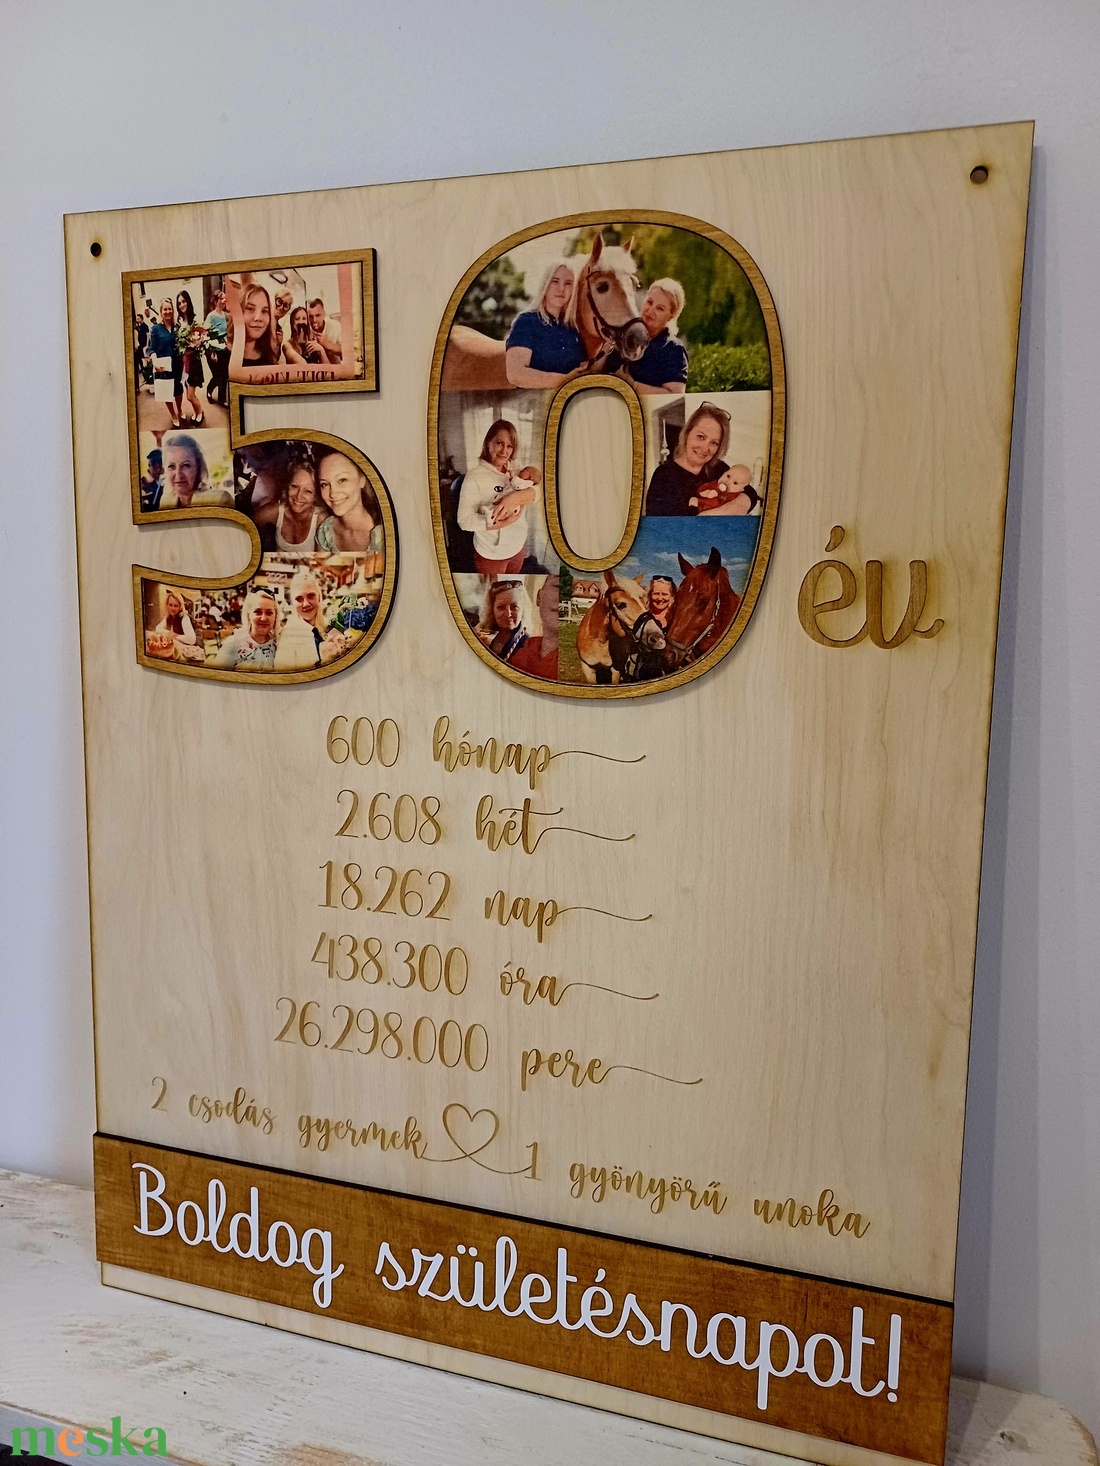 50 év
600 hónap
2.608 hét
18.262 nap
438.300 óra
26.298.000 perc
2 csodás gyermek 1 gyönyörű unoka
Boldog születésnapot!
meska